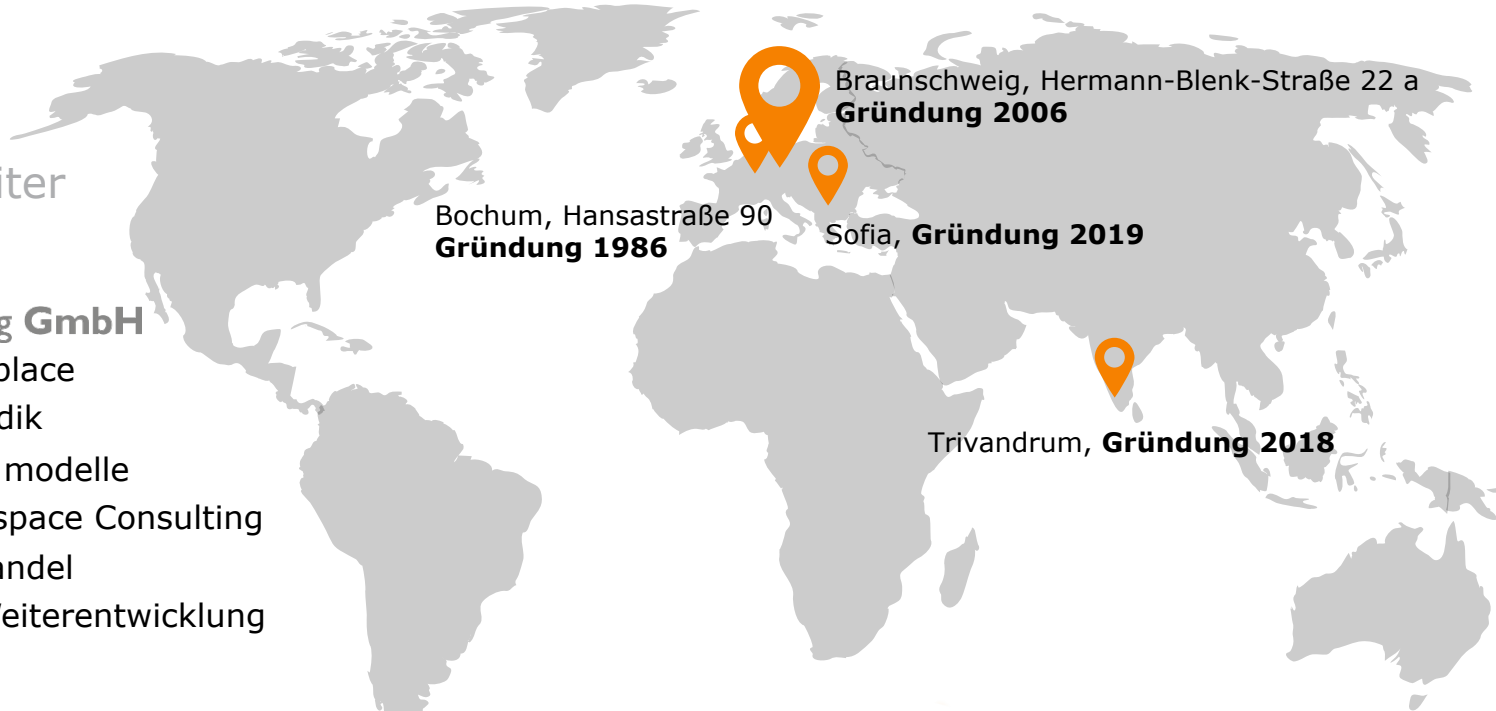 Braunschweig, Hermann-Blenk-Straße 22 a
Gründung 2006
iter
Bochum, Hansastraße 90
Gründung 1986
Sofia, Gründung 2019
g GmbH
place
dik
modelle
space Consulting
andel
Weiterentwicklung
Trivandrum, Gründung 2018